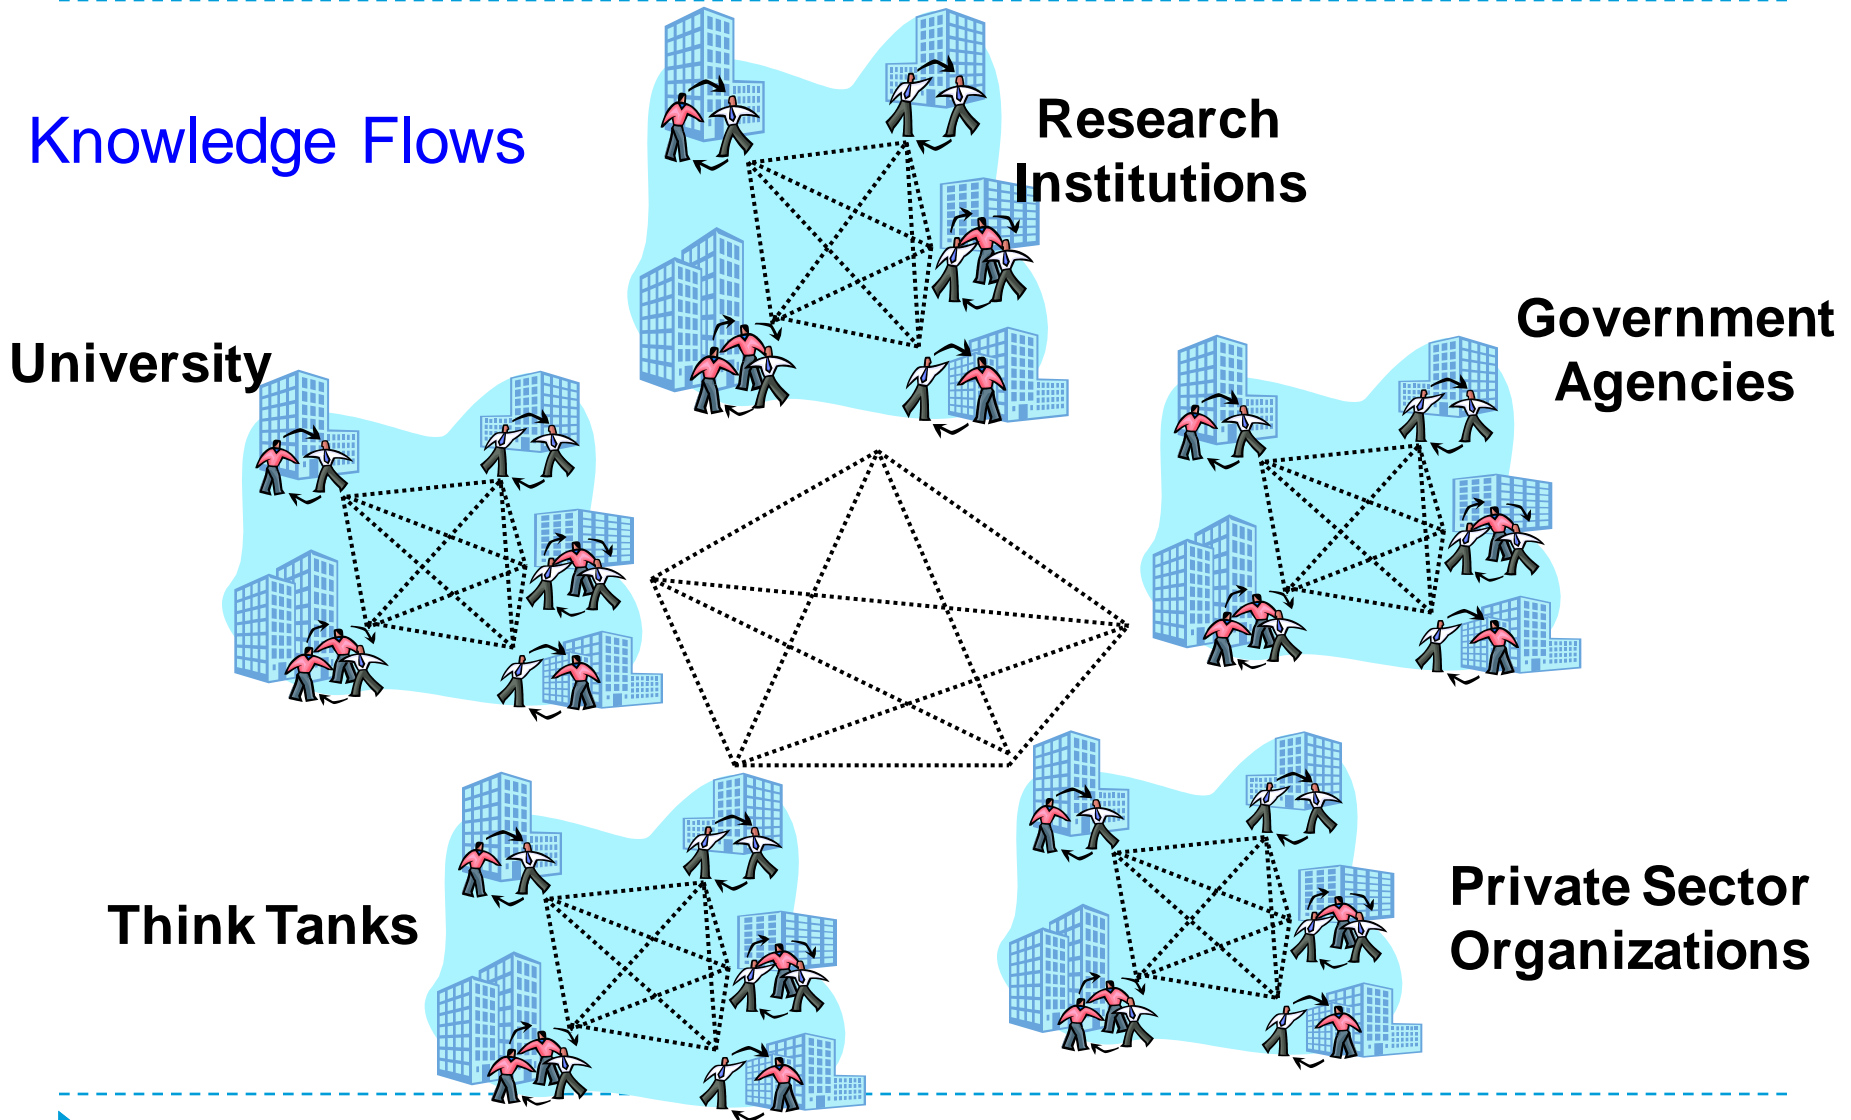 Knowledge Flows
Research
Institutions
University
Government
Agencies
Think Tanks
Private Sector
Organizations